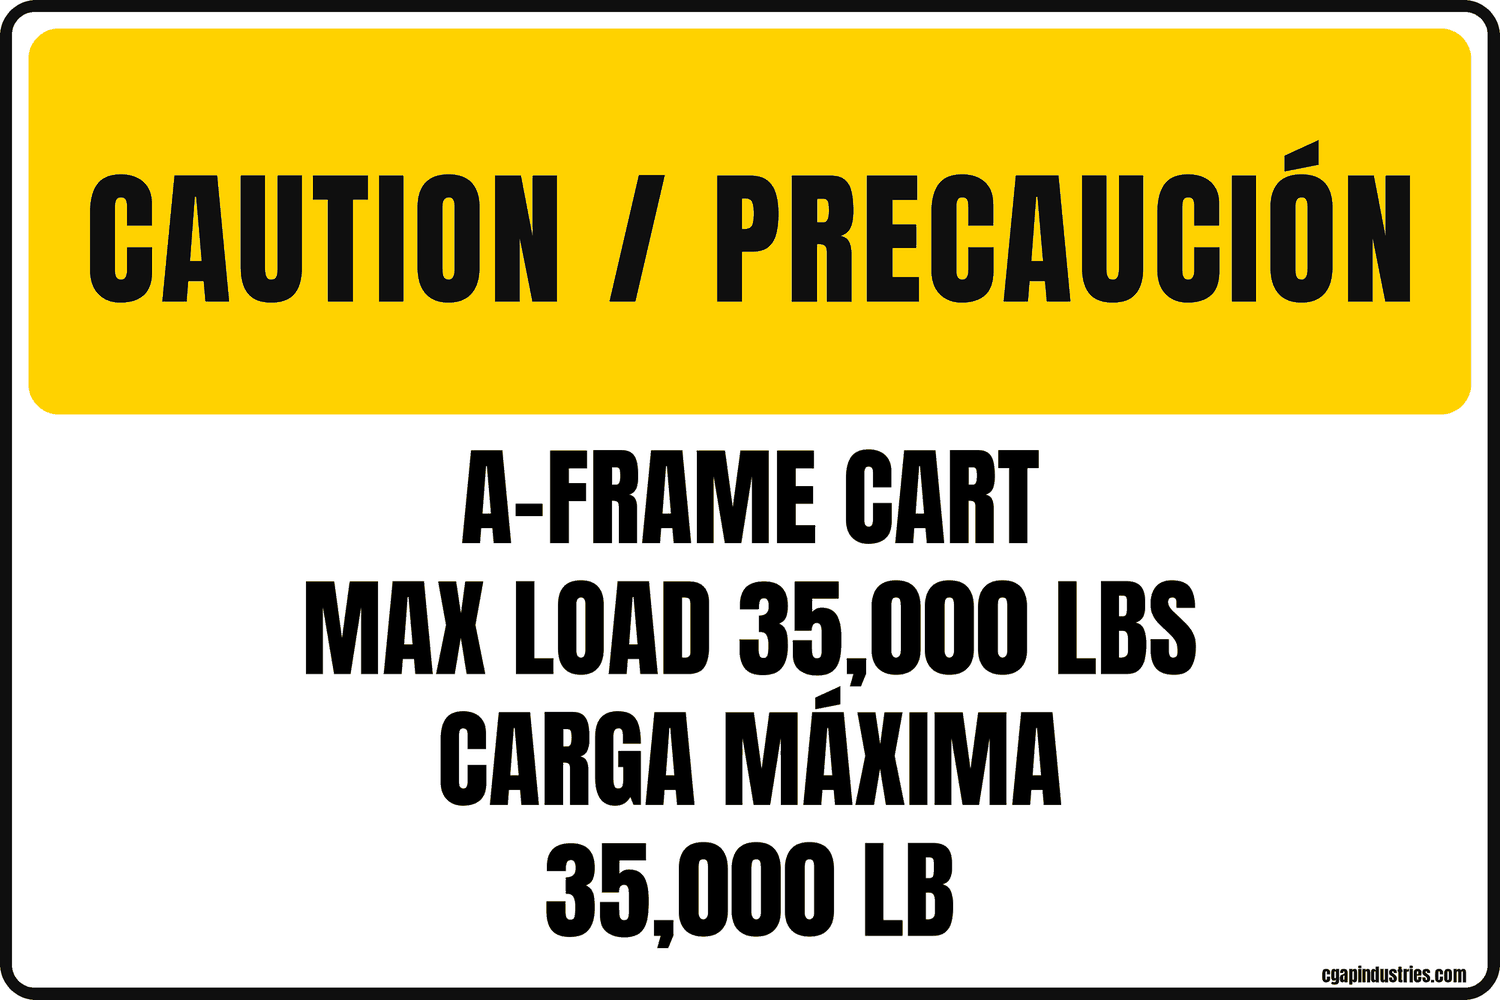 CAUTION / PRECAUCIÓN
A-FRAME CART
MAX LOAD 35,000 LBS
CARGA MÁXIMA
35,000 LB
cgapindustries.com